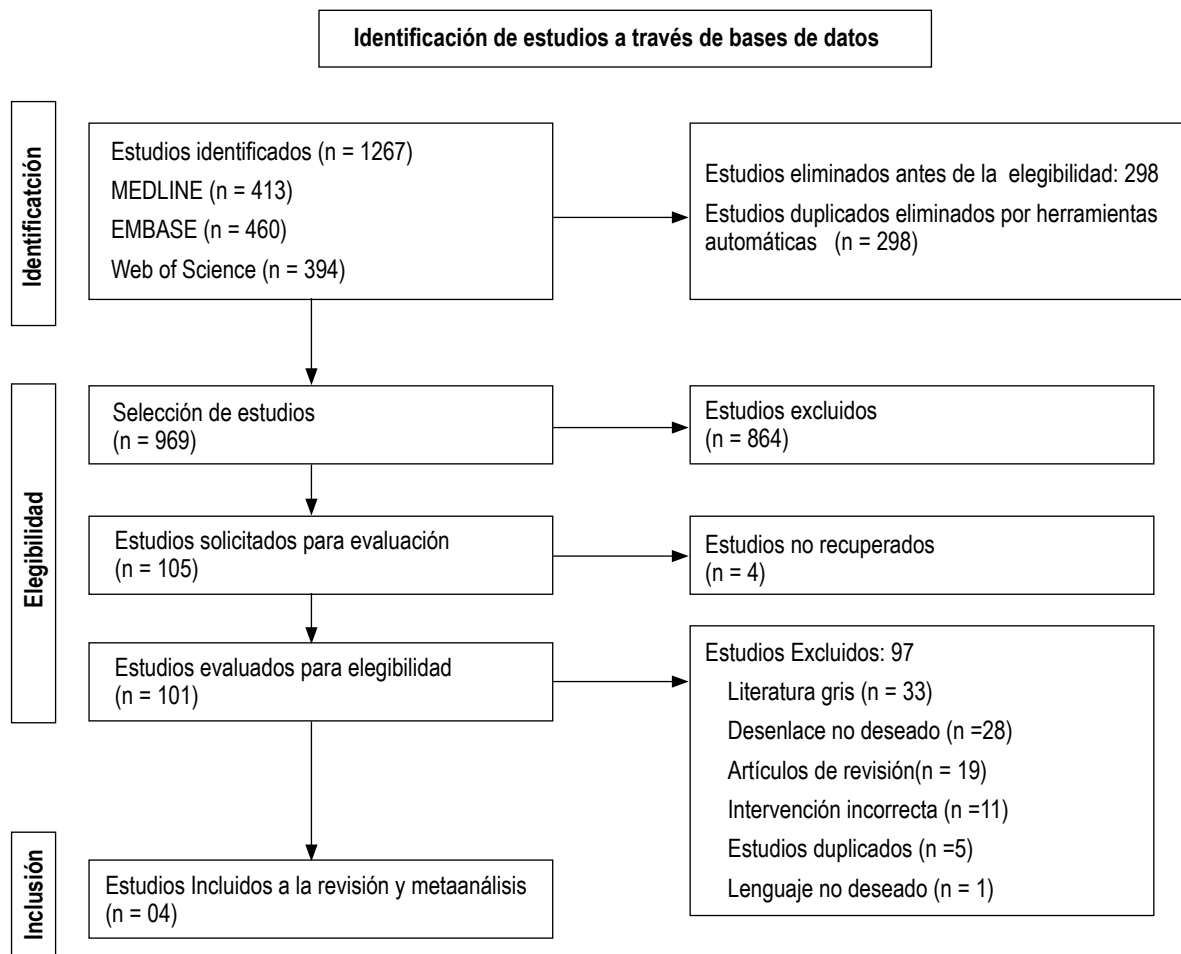 Identificación de estudios a través de bases de datos
Identificatción
Estudios identificados (n = 1267)
MEDLINE (n = 413)
EMBASE (n = 460)
Web of Science (n = 394)
Estudios eliminados antes de la  elegibilidad: 298
Estudios duplicados eliminados por herramientas
automáticas   (n = 298)
Elegibilidad
Selección de estudios
(n = 969)
Estudios excluidos
(n = 864)
Estudios solicitados para evaluación
(n = 105)
Estudios no recuperados
(n = 4)
Estudios evaluados para elegibilidad
(n = 101)
Estudios Excluidos: 97
Literatura gris (n = 33)
Desenlace no deseado (n =28)
Artículos de revisión(n = 19)
Intervención incorrecta (n =11)
Estudios duplicados (n =5)
Lenguaje no deseado (n = 1)
Inclusión
Estudios Incluidos a la revisión y metaanálisis
(n = 04)